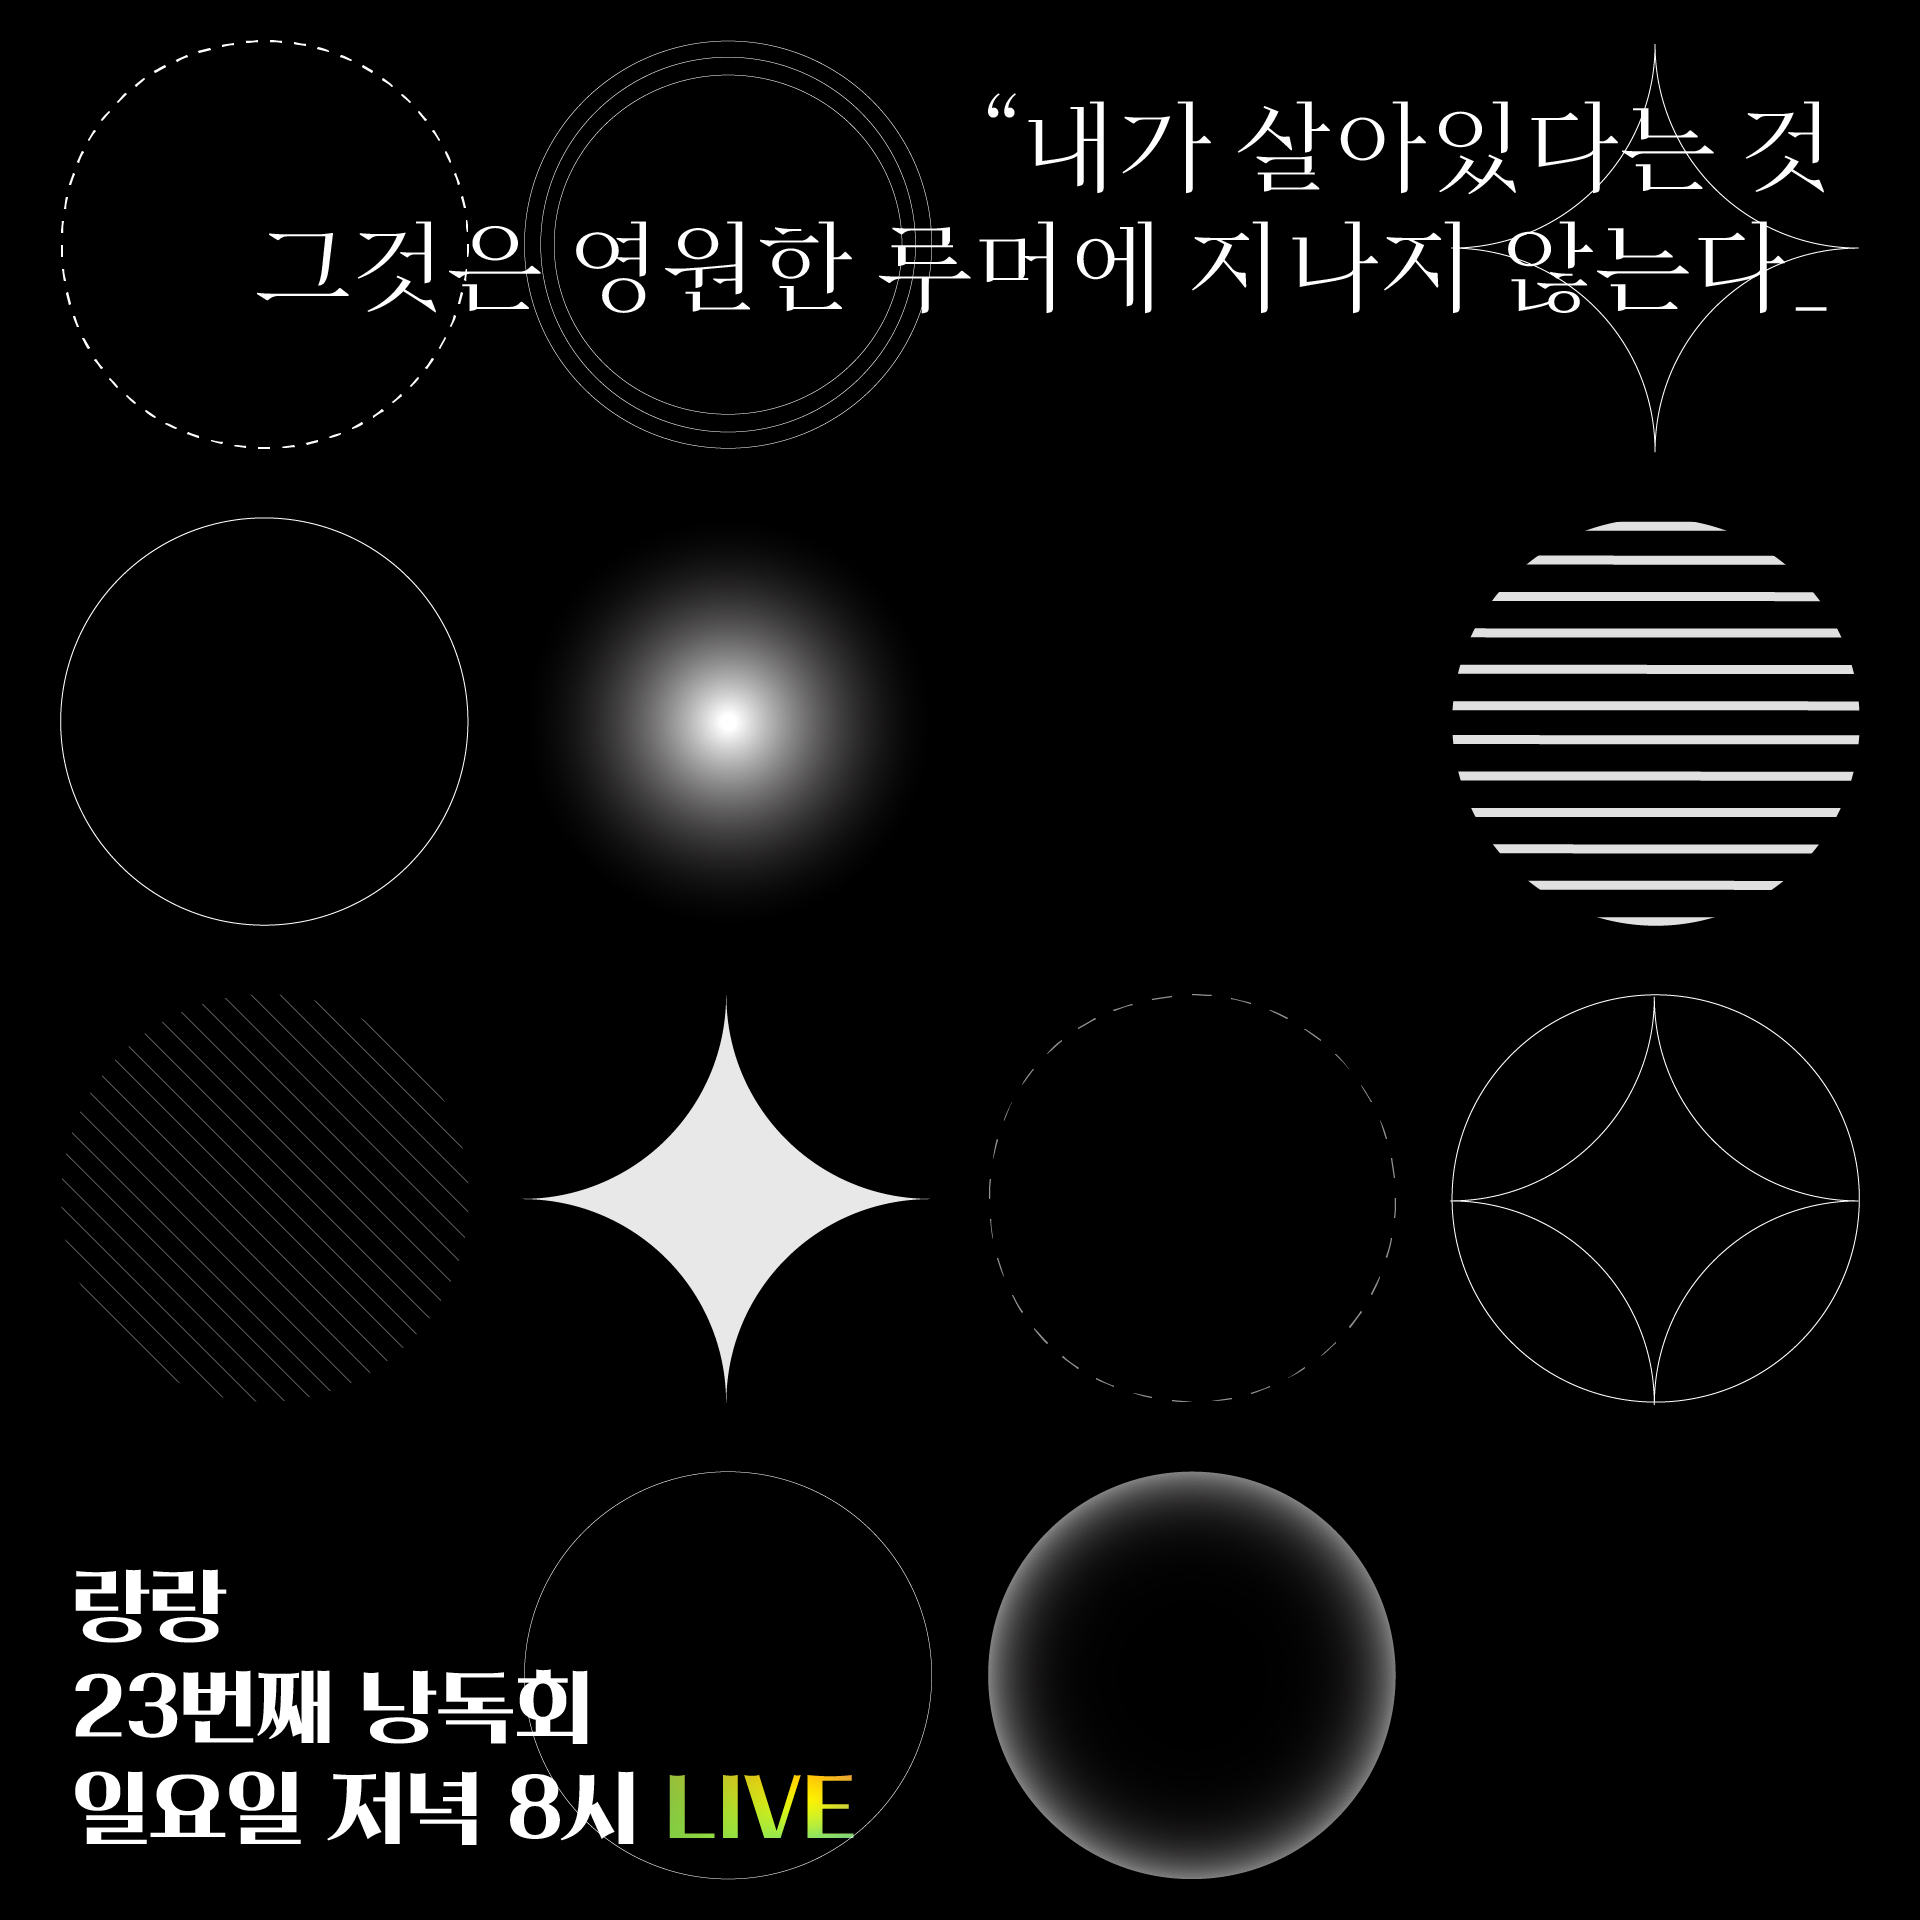 “내가 살아있다는 것
그것은 영원한 루머에 지나지 않는다_
랑랑
23번째 낭독회
일요일 저녁 8시 LIVE